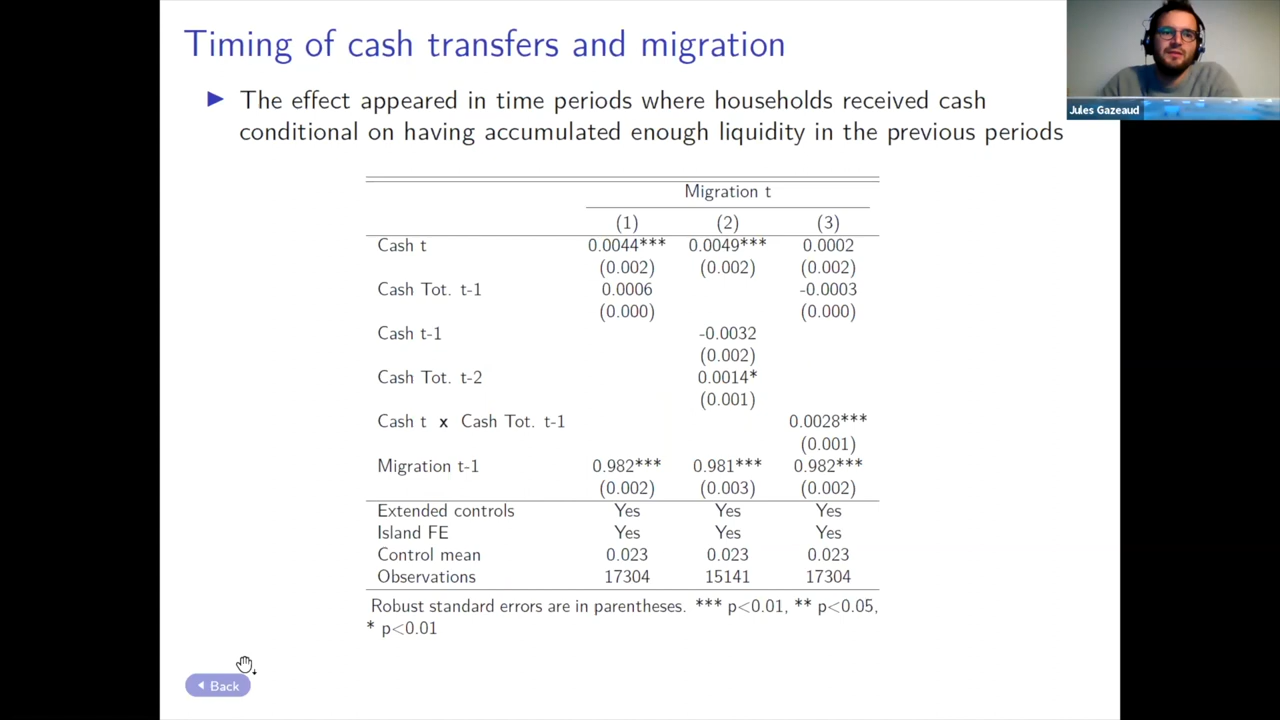 Timing of cash transfers and migration
Jules Gazeaud
▶ The effect appeared in time periods where households received cash
conditional on having accumulated enough liquidity in the previous periods
Migration t
(1) (2) (3)
Cash t 0.0044*** 0.0049*** 0.0002
(0.002) (0.002) (0.002)
Cash Tot. t-1 0.0006 -0.0003
(0.000) (0.000)
Cash t-1 -0.0032
(0.002)
Cash Tot. t-2 0.0014*
(0.001)
Cash t x Cash Tot. t-1 0.0028***
(0.001)
Migration t-1 0.982*** 0.981*** 0.982***
(0.002) (0.003) (0.002)
Extended controls Yes Yes Yes
Island FE Yes Yes Yes
Control mean 0.023 0.023 0.023
Observations 17304 15141 17304
Robust standard errors are in parentheses. *** p<0.01, ** p<0.05,
* p<0.01
Back